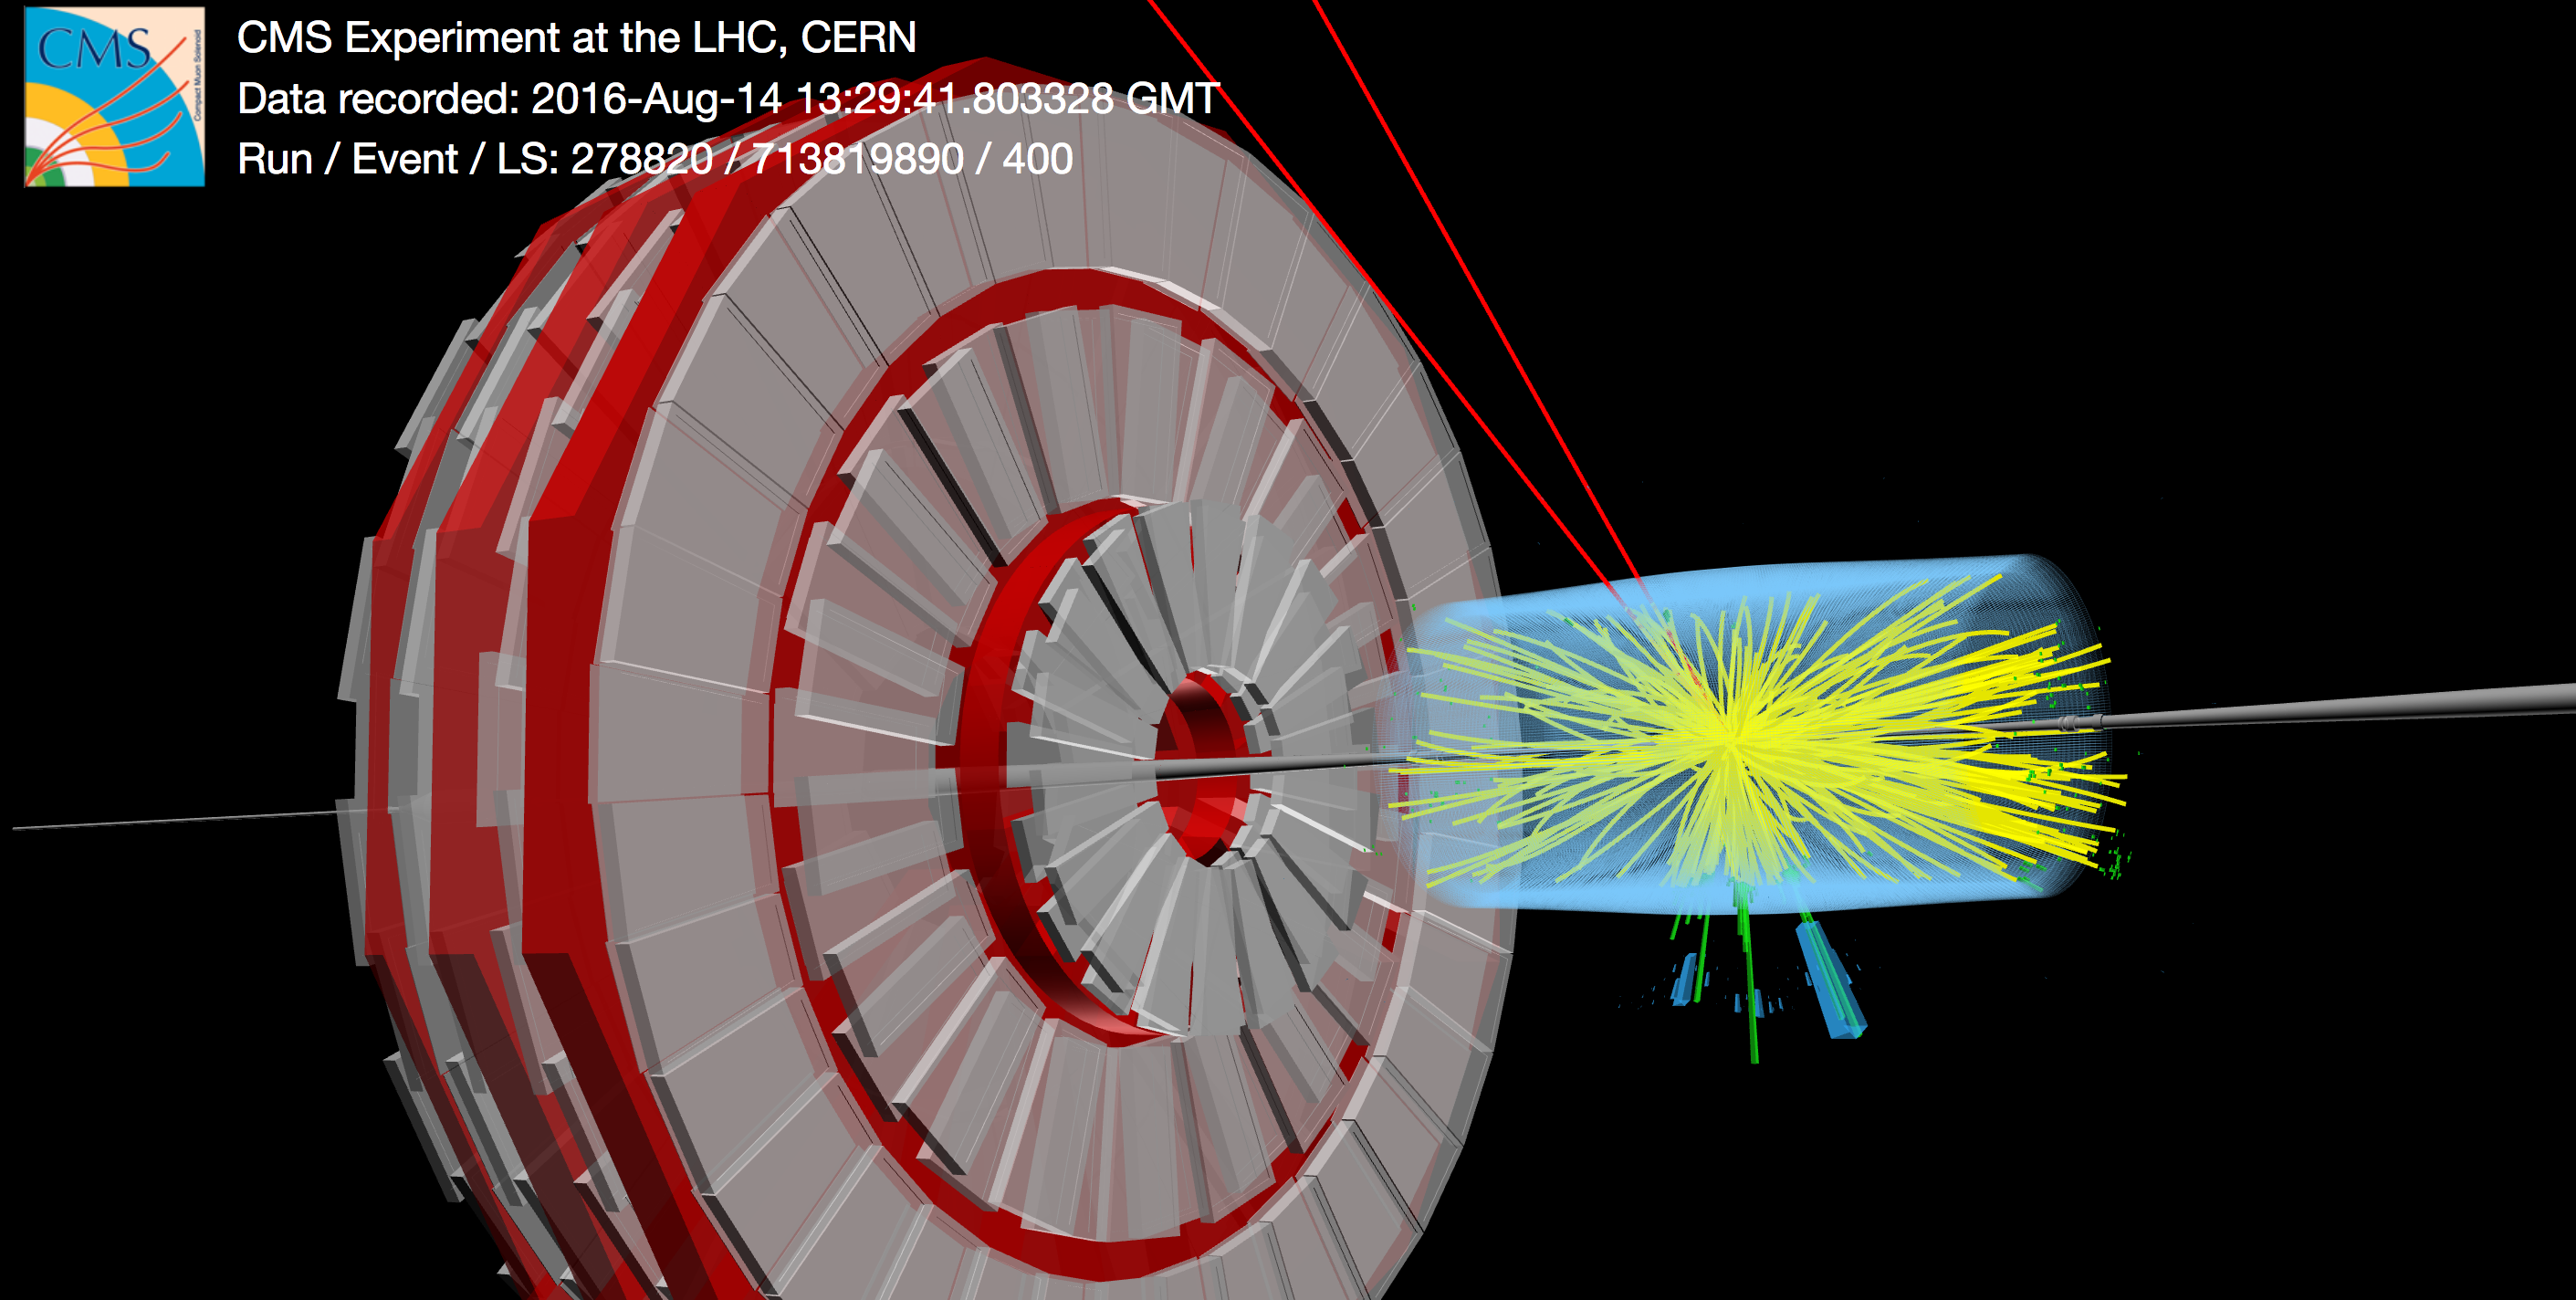 CMS
Compact Muon Solenoid
CMS Experiment at the LHC, CERN
Data recorded: 2016-Aug-14 13:29:41.803328 GMT
Run / Event / LS: 278820 / 713819890 / 400